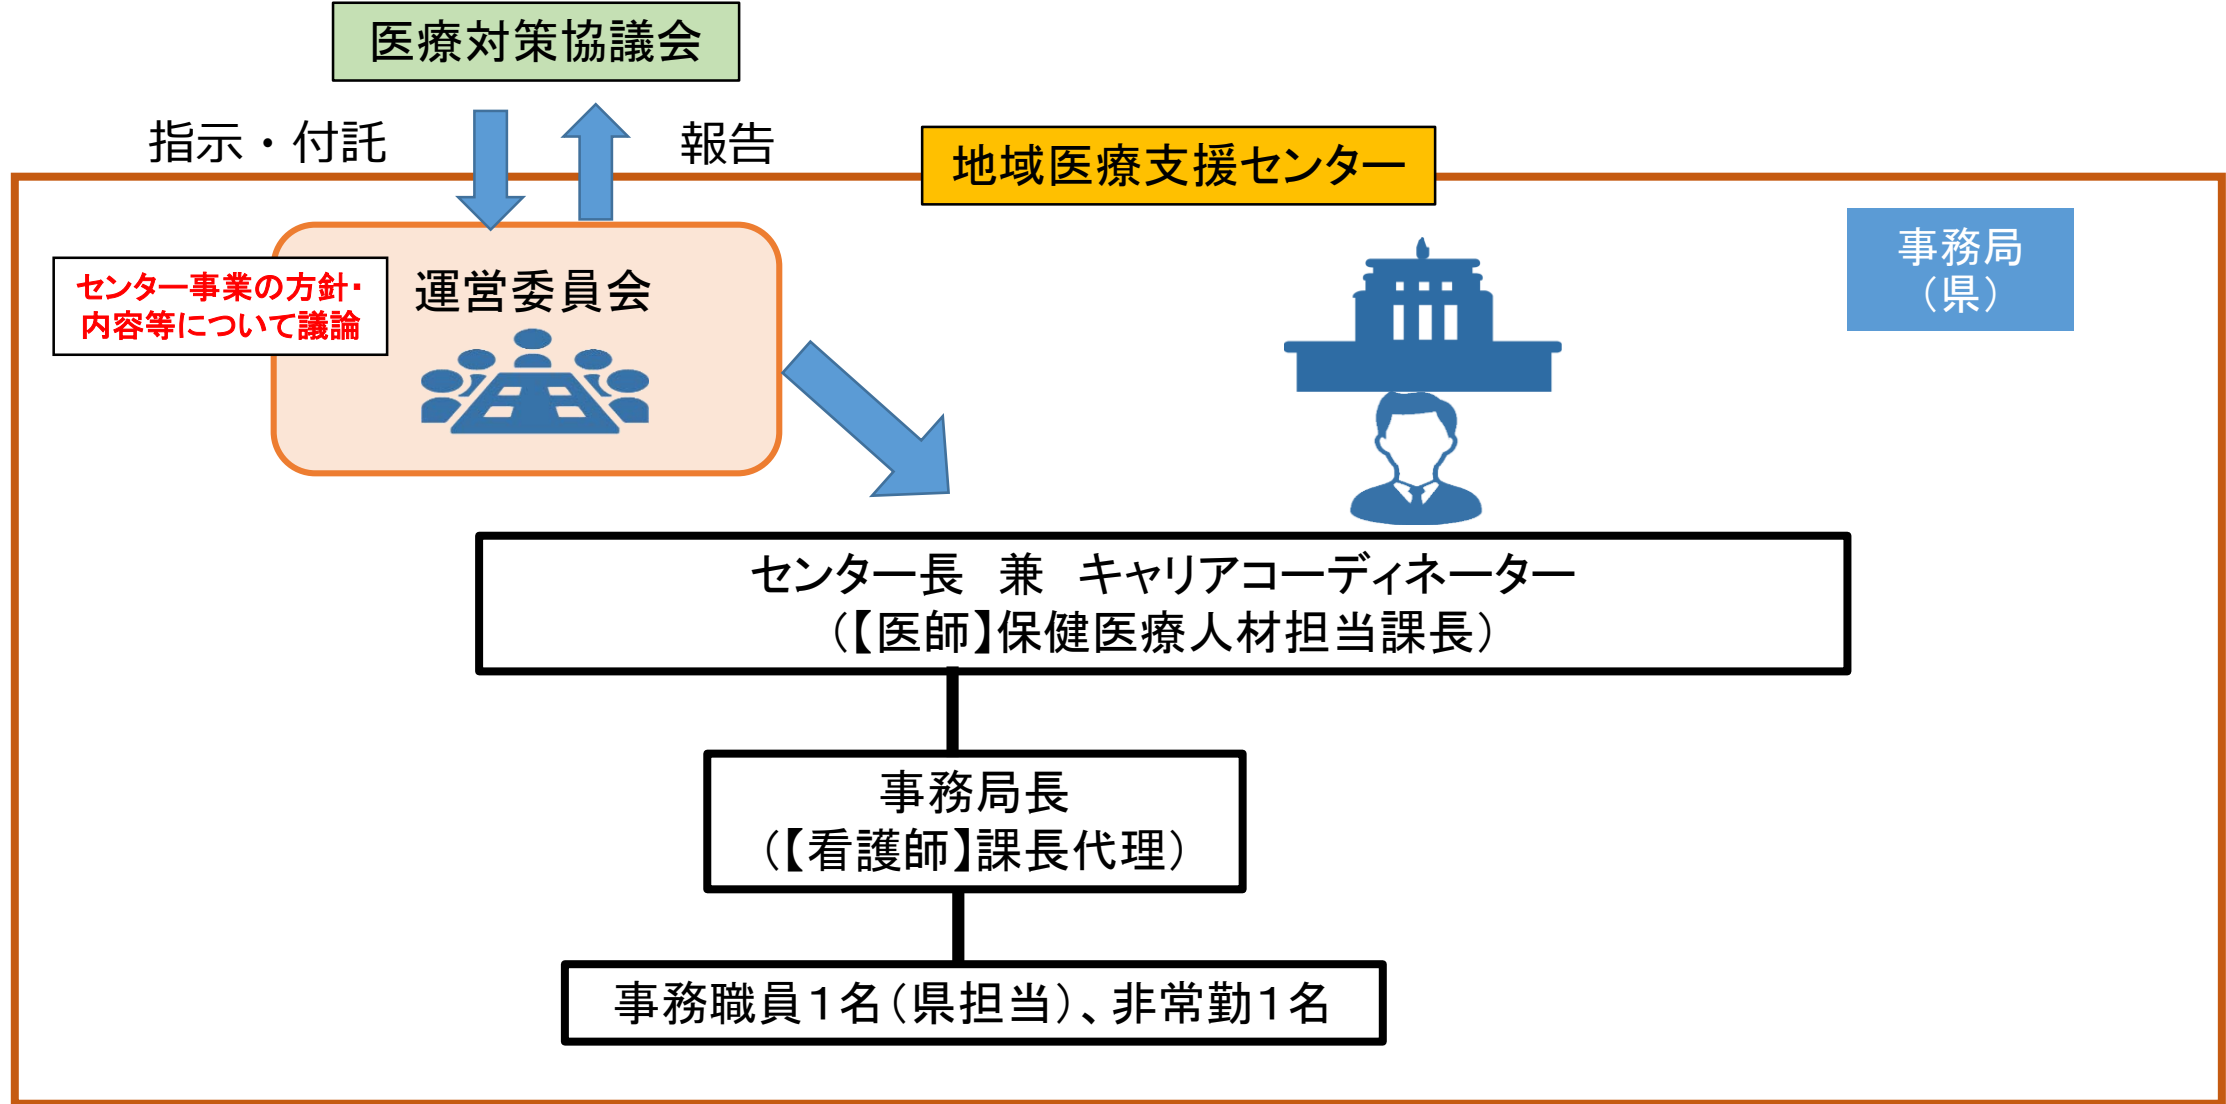 医療対策協議会
指示・付託
報告
地域医療支援センター
事務局
（県）
センター事業の方針・
内容等について議論
運営委員会
センター長　兼　キャリアコーディネーター
（【医師】保健医療人材担当課長）
事務局長
（【看護師】課長代理）
事務職員１名（県担当）、非常勤１名